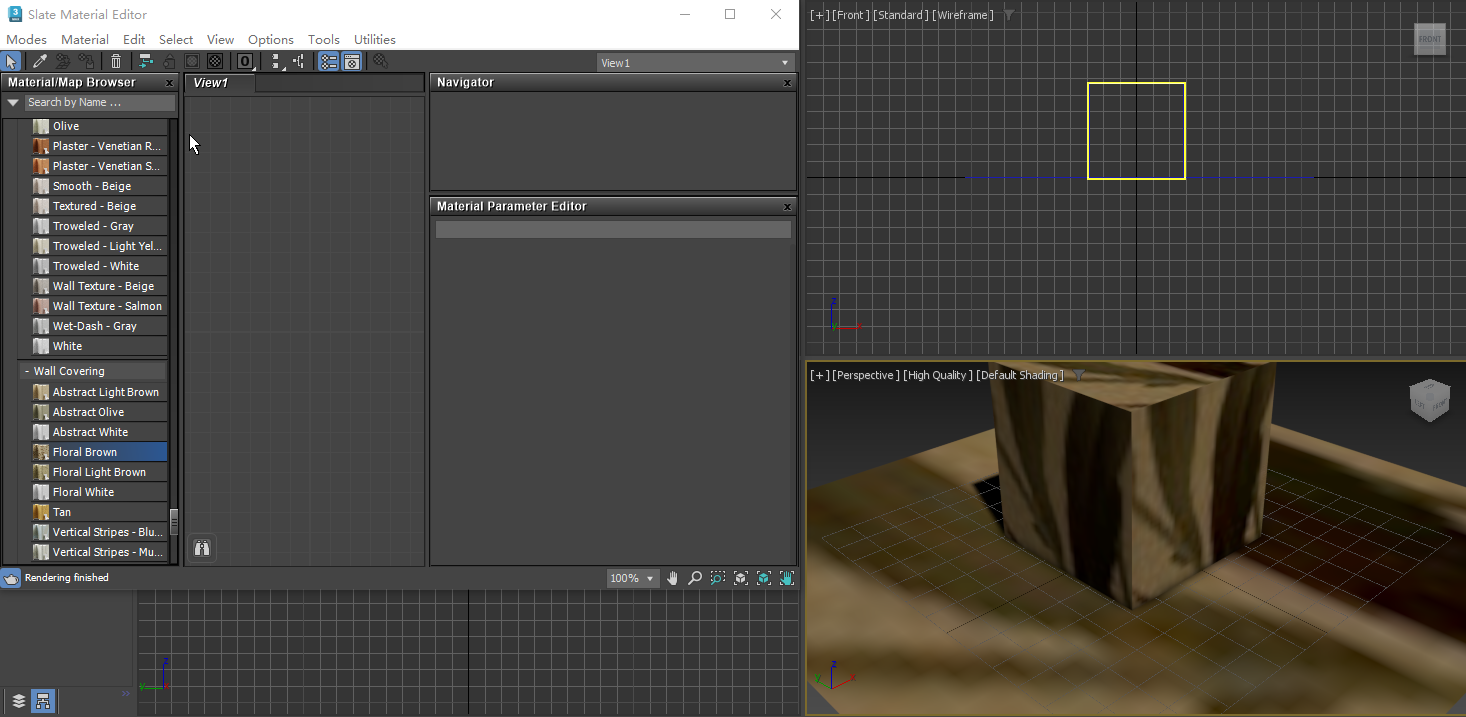 3
Slate Material Editor
Modes Material Edit Select View Options Tools Utilities
0
View1
Material/Map Browser x
Search by Name ...
Olive
Plaster - Venetian R...
Plaster - Venetian S...
Smooth - Beige
Textured - Beige
Troweled - Gray
Troweled - Light Yel...
Troweled - White
Wall Texture - Beige
Wall Texture - Salmon
Wet-Dash - Gray
White
- Wall Covering
Abstract Light Brown
Abstract Olive
Abstract White
Floral Brown
Floral Light Brown
Floral White
Tan
Vertical Stripes - Blu...
Vertical Stripes - Mu...
View1
Navigator x
Material Parameter Editor x
Rendering finished
100%
z
y
[+] [Front] [Standard] [Wireframe]
FRONT
z
y x
[+] [Perspective] [High Quality] [Default Shading]
LEFT FRONT
z
y x